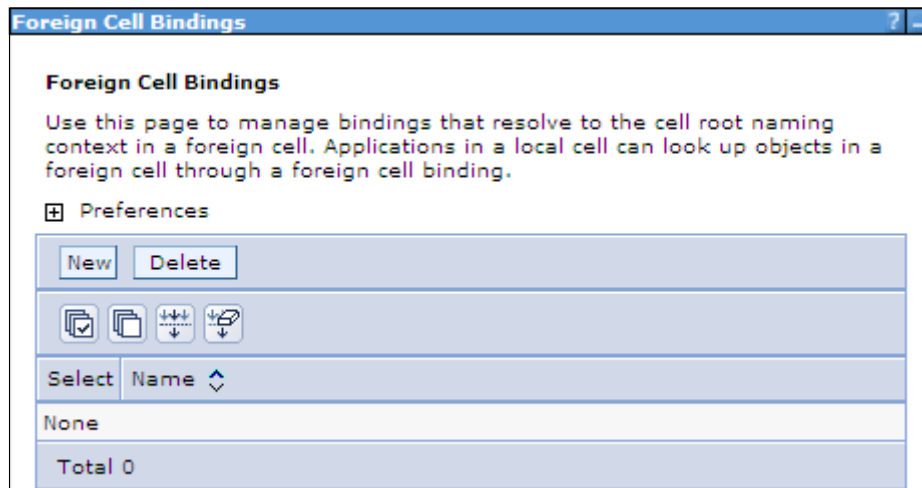 Foreign Cell Bindings ?
Foreign Cell Bindings
Use this page to manage bindings that resolve to the cell root naming
context in a foreign cell. Applications in a local cell can look up objects in a
foreign cell through a foreign cell binding.
Preferences
New Delete
Select Name
None
Total 0